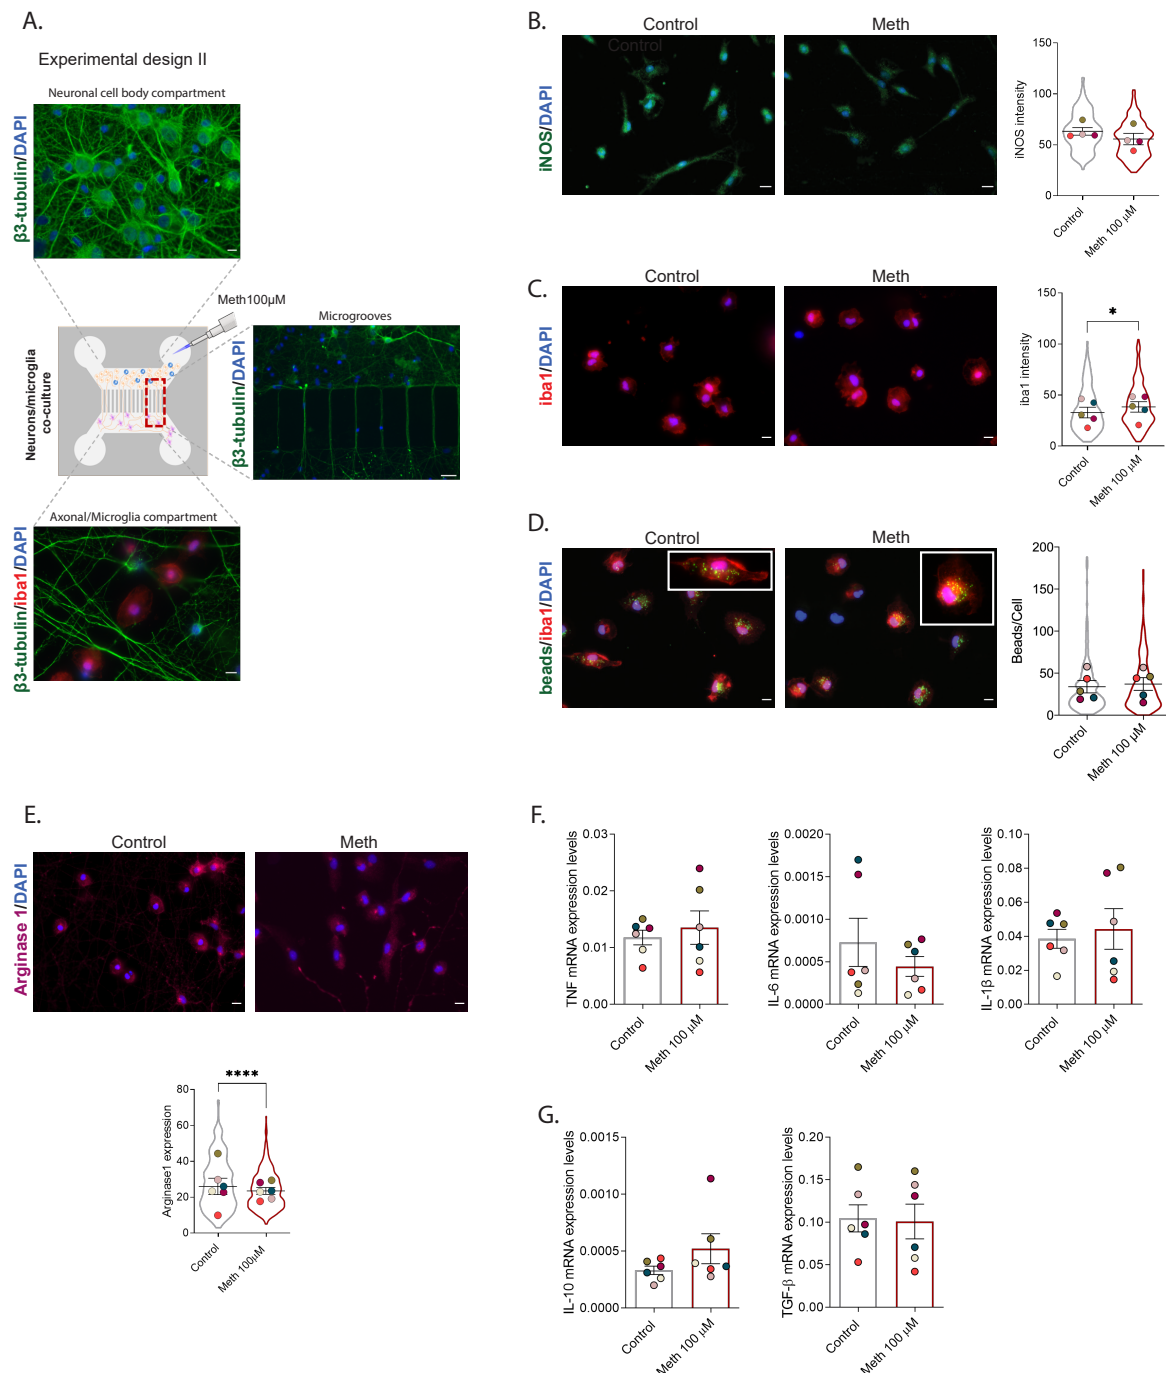 A.
Experimental design II
Neuronal cell body compartment
β3-tubulin/DAPI
Meth100μM
Neurons/microglia
co-culture
Microgrooves
β3-tubulin/DAPI
Axonal/Microglia compartment
β3-tubulin/iba1/DAPI
B.
Control
Control
Meth
iNOS/DAPI
iNOS intensity
150
100
50
0
Control
Meth 100 μM
C.
Control
Meth
iba1/DAPI
iba1 intensity
150
100
50
0
*
Control
Meth 100 μM
D.
Control
Meth
beads/iba1/DAPI
Beads/Cell
200
150
100
50
0
Control
Meth 100 μM
E.
Control
Meth
Arginase 1/DAPI
Arginase1 expression
80
60
40
20
0
****
Control
Meth 100μM
F.
TNF mRNA expression levels
0.03
0.02
0.01
0.00
Control
Meth 100 μM
IL-6 mRNA expression levels
0.0020
0.0015
0.0010
0.0005
0.0000
Control
Meth 100 μM
IL-1β mRNA expression levels
0.10
0.08
0.06
0.04
0.02
0.00
Control
Meth 100 μM
G.
IL-10 mRNA expression levels
0.0015
0.0010
0.0005
0.0000
Control
Meth 100 μM
TGF-β mRNA expression levels
0.20
0.15
0.10
0.05
0.00
Control
Meth 100 μM